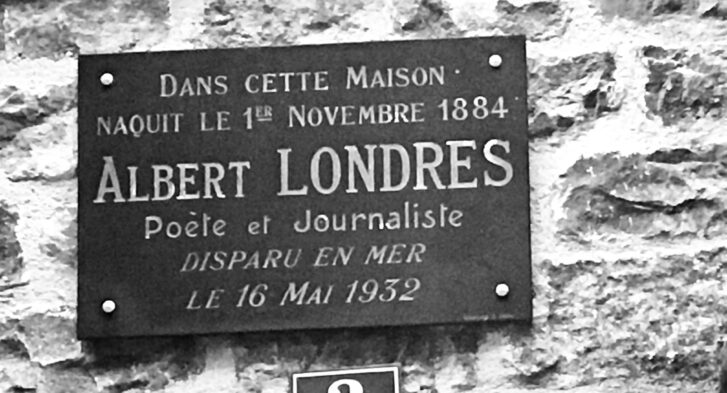 DANS CETTE MAISON
NAQUIT LE 1ER NOVEMBRE 1884
ALBERT LONDRES
Poète et Journaliste
DISPARU EN MER
LE 16 MAI 1932